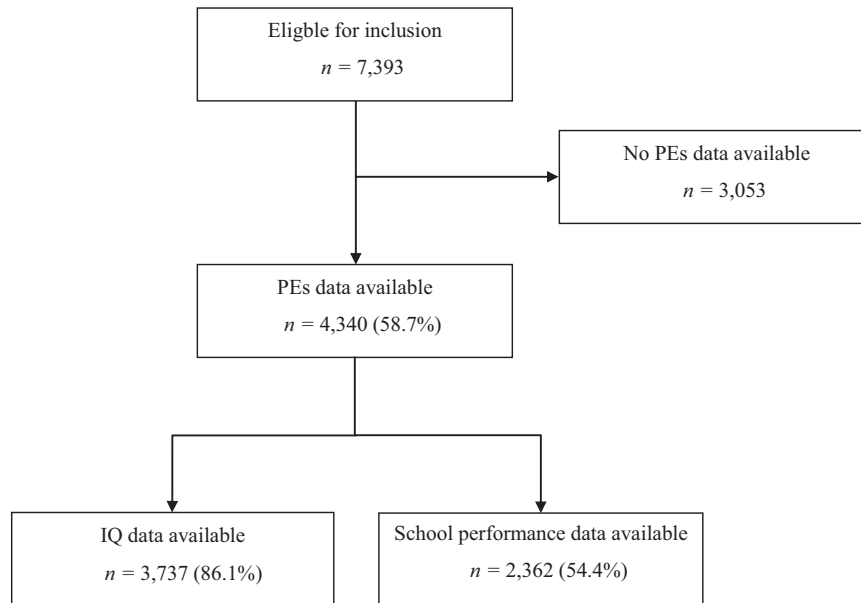 Eligble for inclusion
n = 7,393
No PEs data available
n = 3,053
PEs data available
n = 4,340 (58.7%)
IQ data available
n = 3,737 (86.1%)
School performance data available
n = 2,362 (54.4%)